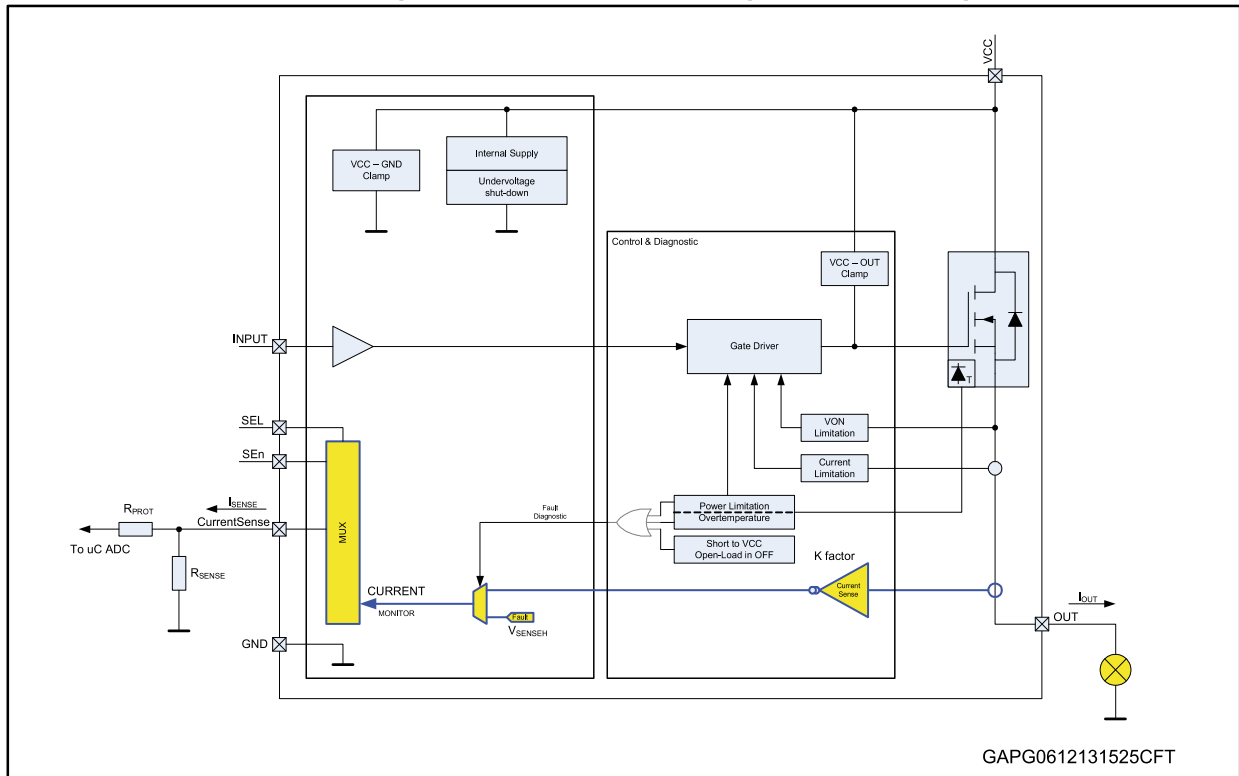 VCC
Internal Supply
VCC – GND
Clamp
Undervoltage
shut-down
Control & Diagnostic
VCC – OUT
Clamp
INPUT
Gate Driver
T
SEL
VON
Limitation
SEn
Current
Limitation
ISENSE
RPROT
CurrentSense
Fault
Diagnostic
Power Limitation
Overtemperature
To uC ADC
MUX
Short to VCC
Open-Load in OFF
K factor
RSENSE
CURRENT
MONITOR
Current
Sense
Fault
VSENSEH
IOUT
OUT
GND
GAPG0612131525CFT